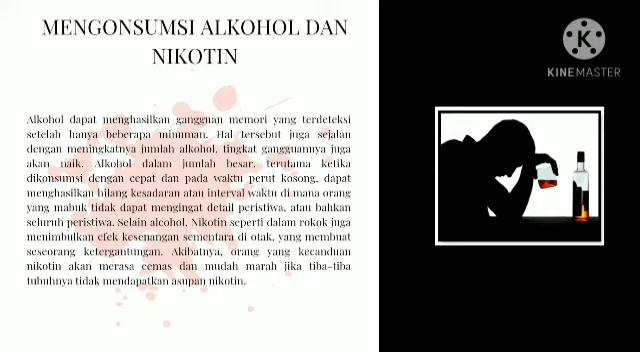 MENGONSUMSI ALKOHOL DAN
NIKOTIN
Alkohol dapat menghasilkan gangguan memori yang terdeteksi
setelah hanya beberapa minuman. Hal tersebut juga sejalan
dengan meningkatnya jumlah alkohol, tingkat gangguannya juga
akan naik. Alkohol dalam jumlah besar, terutama ketika
dikonsumsi dengan cepat dan pada waktu perut kosong, dapat
menghasilkan hilang kesadaran atau interval waktu di mana orang
yang mabuk tidak dapat mengingat detail peristiwa, atau bahkan
seluruh peristiwa. Selain alcohol, Nikotin seperti dalam rokok juga
menimbulkan efek kesenangan sementara di otak, yang membuat
seseorang ketergantungan. Akibatnya, orang yang kecanduan
nikotin akan merasa cemas dan mudah marah jika tiba-tiba
tubuhnya tidak mendapatkan asupan nikotin.
K
KINEMASTER